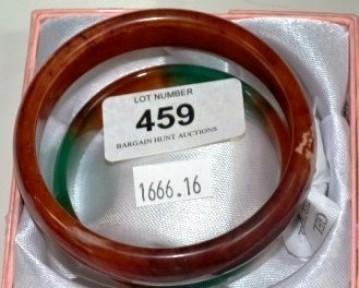 LOT NUMBER
459
BARGAIN HUNT AUCTIONS
1666.16